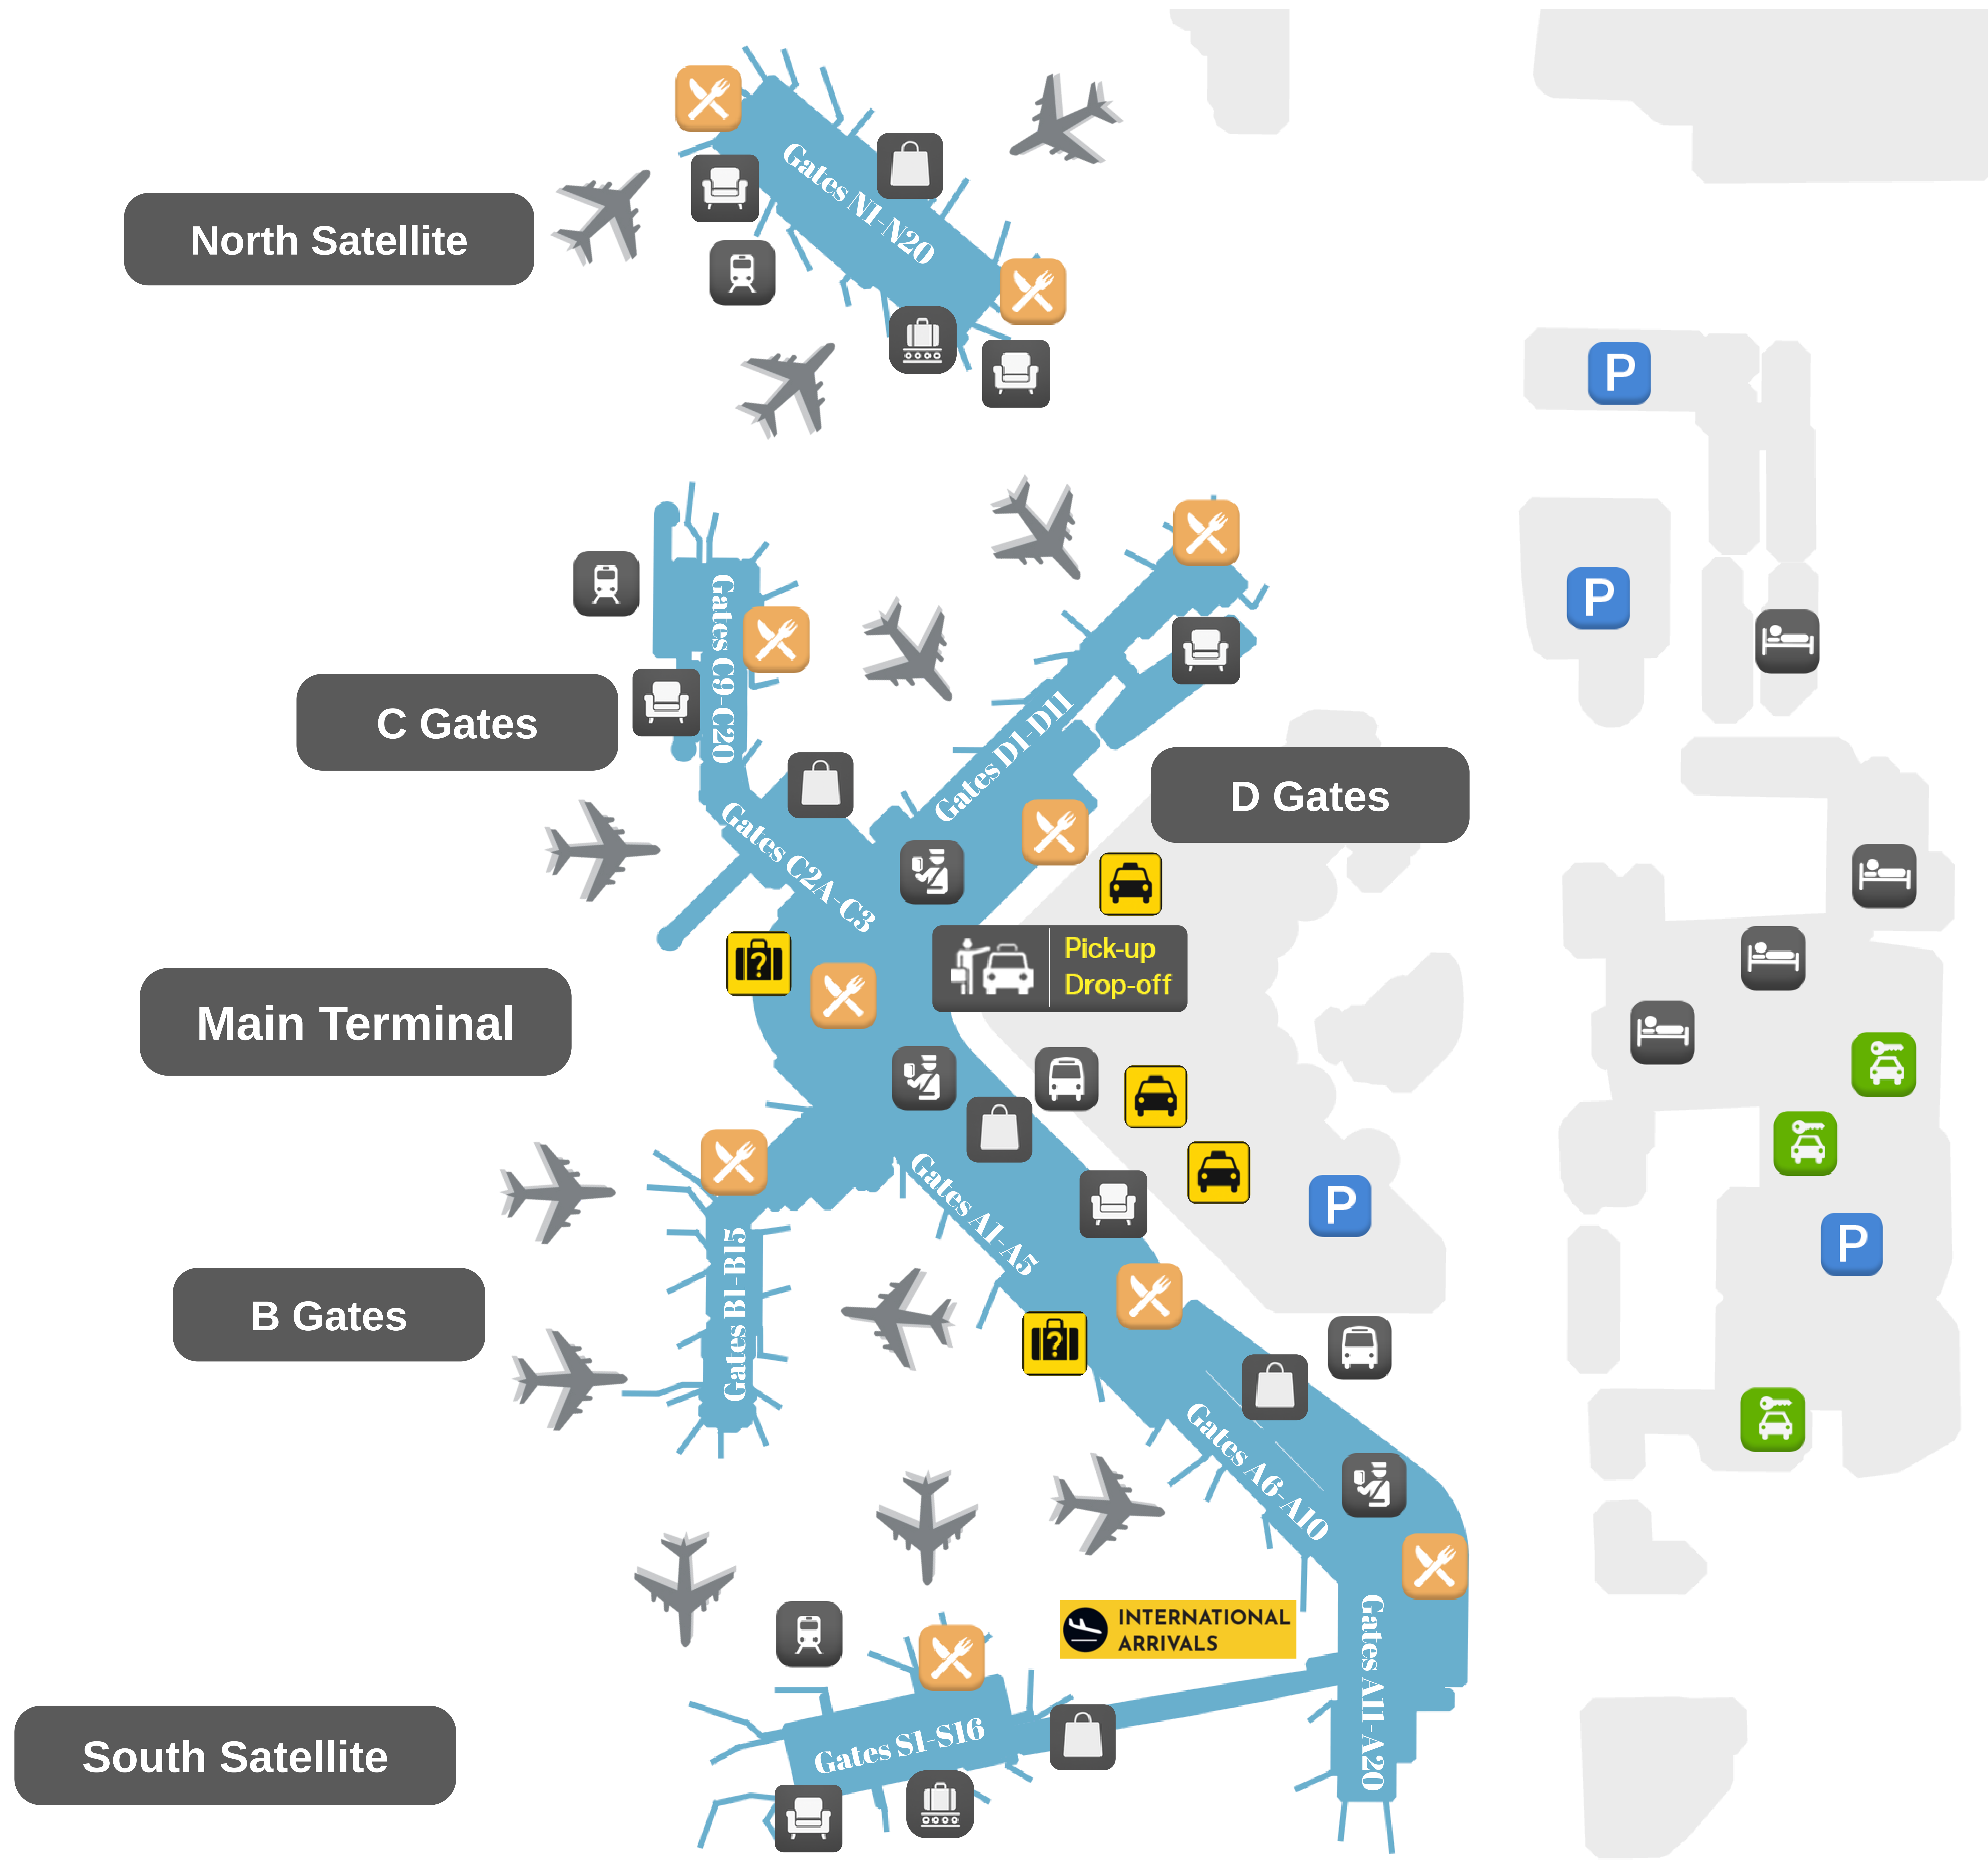 Gates N1-N20
North Satellite
P
Gates C9-C20
P
C Gates
Gates D1-D11
D Gates
Gates C2A-C3
Pick-up
Drop-off
?
Main Terminal
Gates A1-A5
P
P
Gates B1-B15
B Gates
?
Gates A6-A10
INTERNATIONAL
ARRIVALS
Gates A11-A20
Gates S1-S16
South Satellite